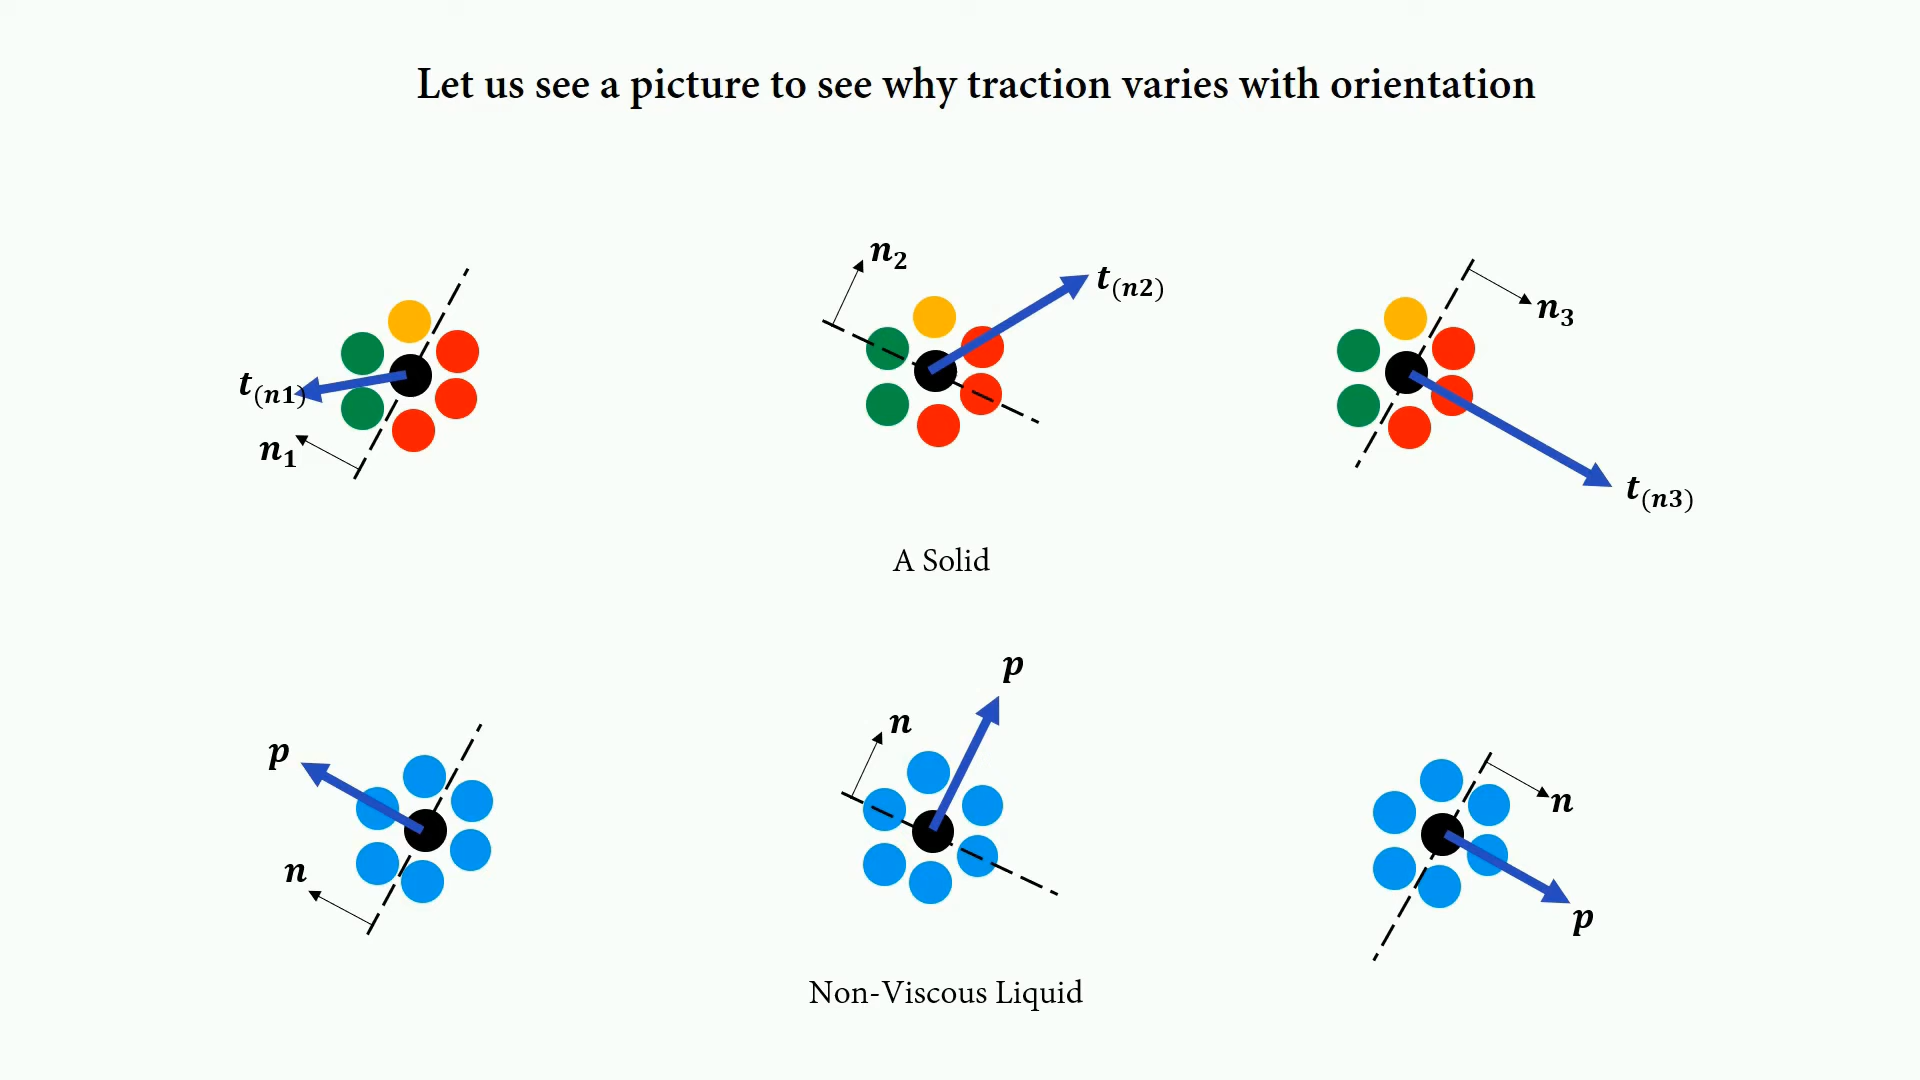 Let us see a picture to see why traction varies with orientation
n₂
t₍n2₎
n₃
t₍n1₎
n₁
t₍n3₎
A Solid
p
n
p
n
n
p
Non-Viscous Liquid